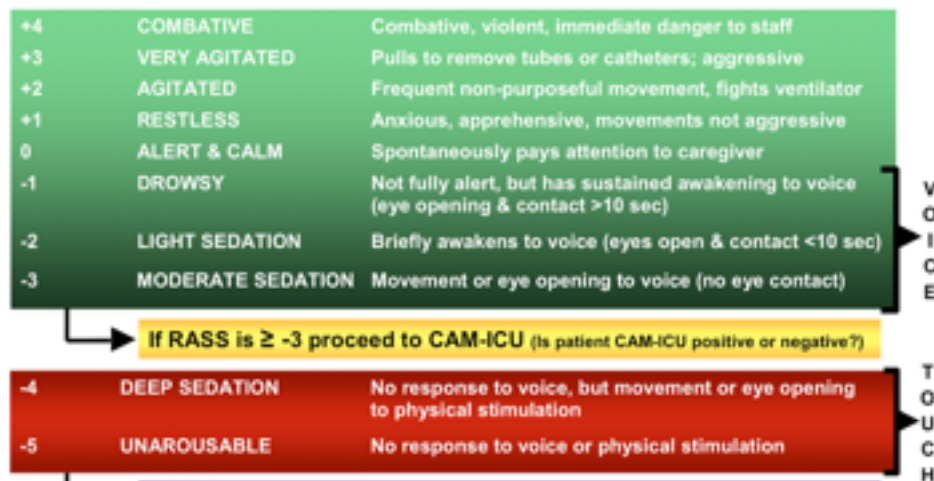 +4 COMBATIVE Combative, violent, immediate danger to staff
+3 VERY AGITATED Pulls to remove tubes or catheters; aggressive
+2 AGITATED Frequent non-purposeful movement, fights ventilator
+1 RESTLESS Anxious, apprehensive, movements not aggressive
0 ALERT & CALM Spontaneously pays attention to caregiver
-1 DROWSY Not fully alert, but has sustained awakening to voice
(eye opening & contact >10 sec)
-2 LIGHT SEDATION Briefly awakens to voice (eyes open & contact <10 sec)
-3 MODERATE SEDATION Movement or eye opening to voice (no eye contact)
VOICE
If RASS is ≥ -3 proceed to CAM-ICU (Is patient CAM-ICU positive or negative?)
-4 DEEP SEDATION No response to voice, but movement or eye opening
to physical stimulation
-5 UNAROUSABLE No response to voice or physical stimulation
TOUCH